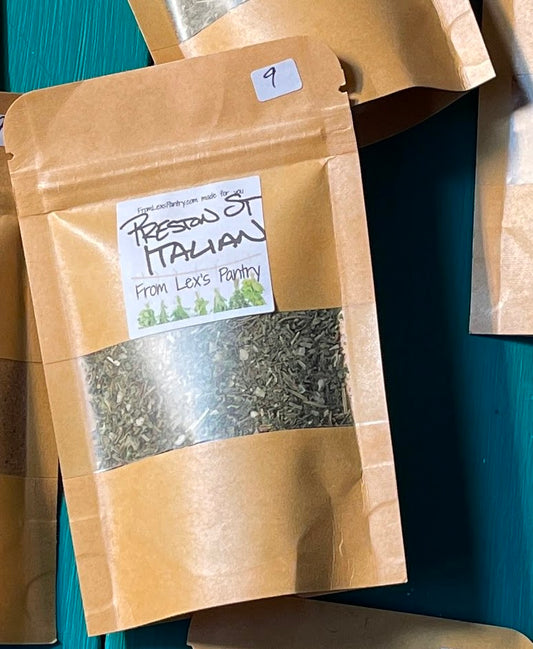 9
FromLexsPantry.com made for you
PRESTON ST
ITALIAN
From Lex's Pantry